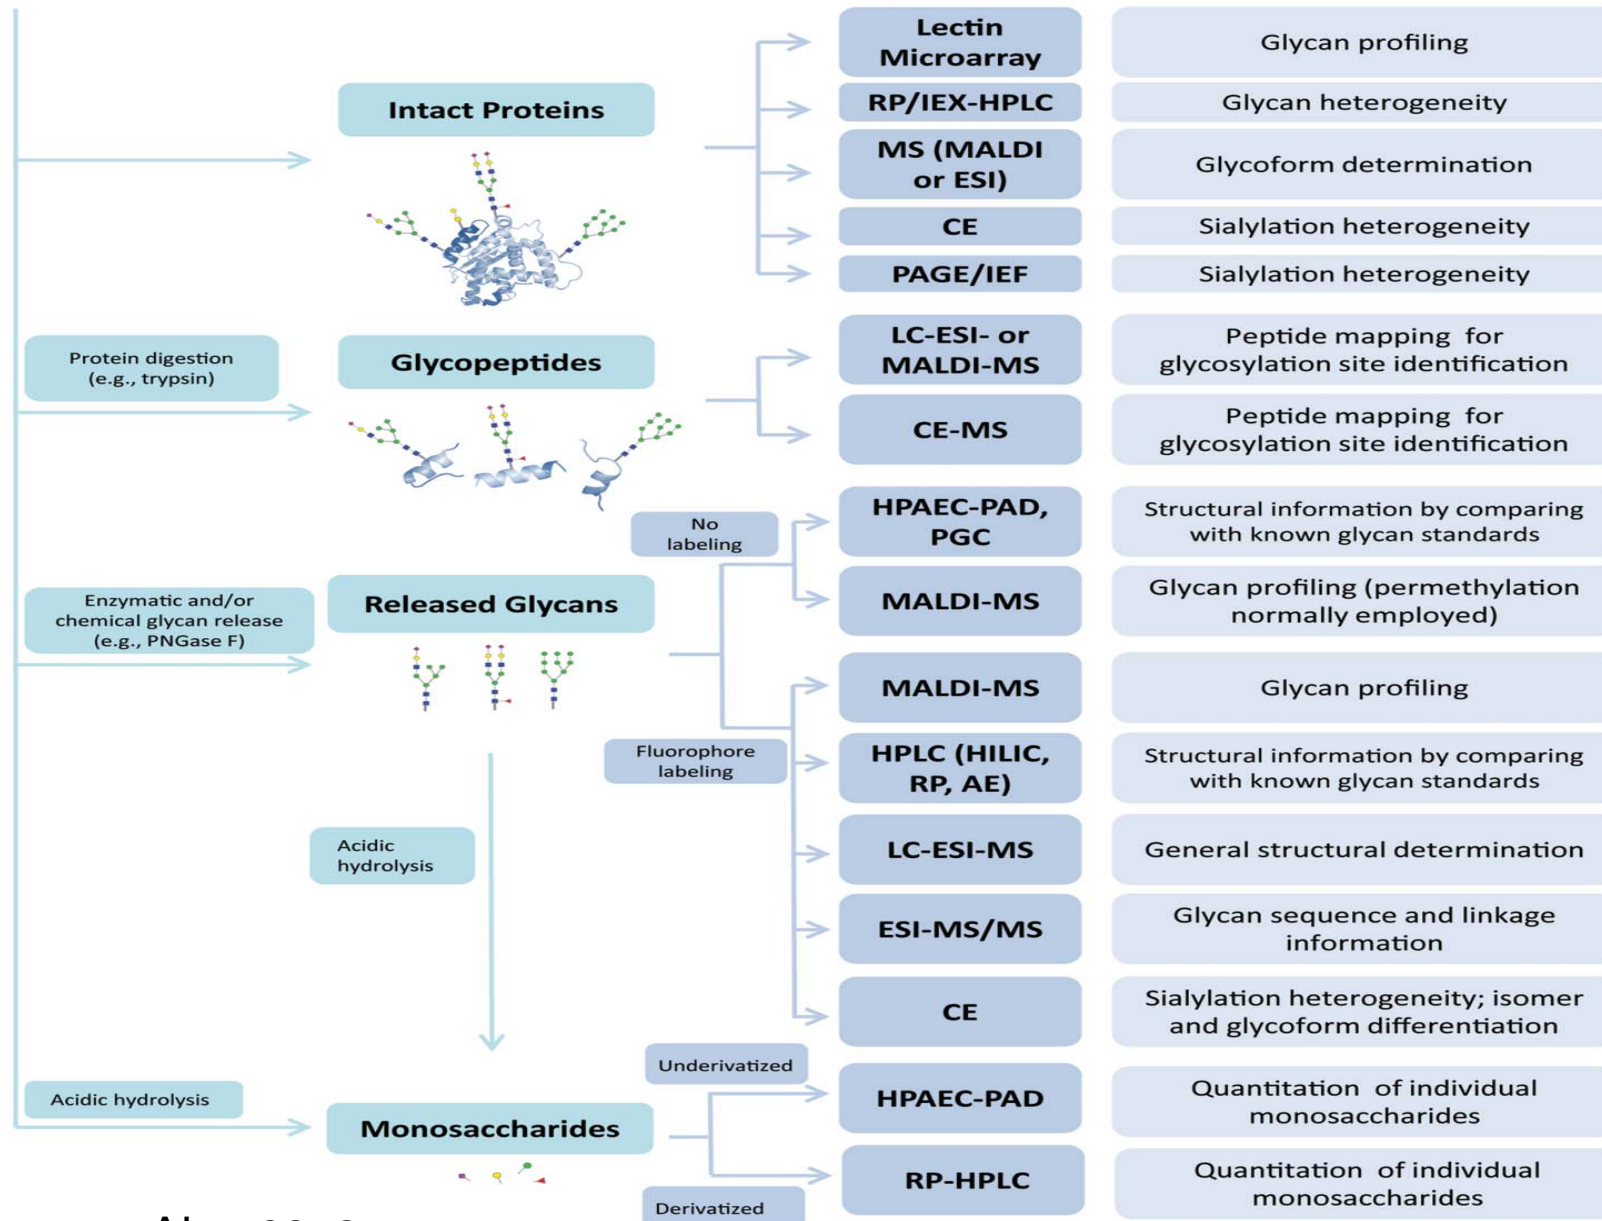 Lectin
Microarray
Glycan profiling
Intact Proteins
RP/IEX-HPLC
Glycan heterogeneity
MS (MALDI
or ESI)
Glycoform determination
CE
Sialylation heterogeneity
PAGE/IEF
Sialylation heterogeneity
Protein digestion
(e.g., trypsin)
Glycopeptides
LC-ESI- or
MALDI-MS
Peptide mapping for
glycosylation site identification
CE-MS
Peptide mapping for
glycosylation site identification
No
labeling
HPAEC-PAD,
PGC
Structural information by comparing
with known glycan standards
Enzymatic and/or
chemical glycan release
(e.g., PNGase F)
Released Glycans
MALDI-MS
Glycan profiling (permethylation
normally employed)
MALDI-MS
Glycan profiling
Fluorophore
labeling
HPLC (HILIC,
RP, AE)
Structural information by comparing
with known glycan standards
Acidic
hydrolysis
LC-ESI-MS
General structural determination
ESI-MS/MS
Glycan sequence and linkage
information
CE
Sialylation heterogeneity; isomer
and glycoform differentiation
Underivatized
Acidic hydrolysis
Monosaccharides
HPAEC-PAD
Quantitation of individual
monosaccharides
Derivatized
RP-HPLC
Quantitation of individual
monosaccharides